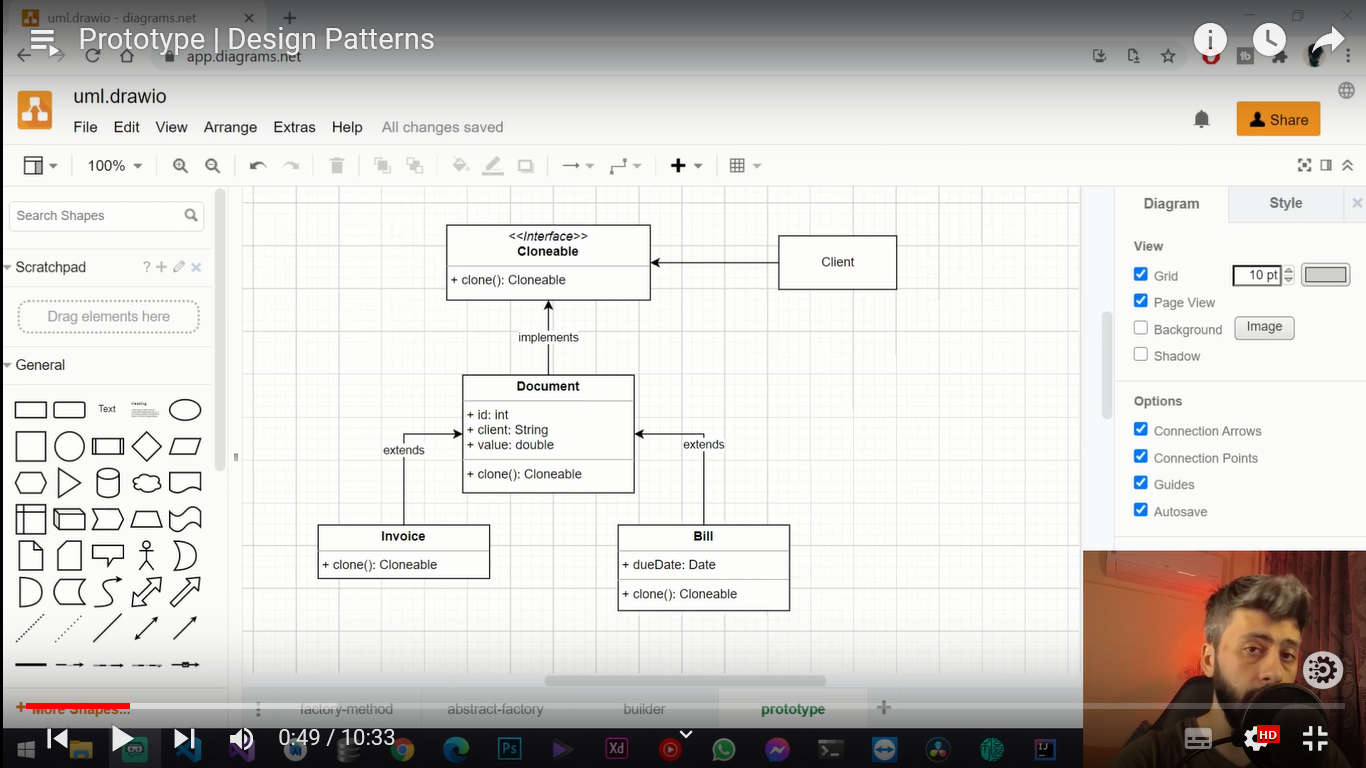 uml.drawio - diagrams.net
Prototype | Design Patterns
app.diagrams.net
uml.drawio
File Edit View Arrange Extras Help All changes saved
Share
100%
Search Shapes
Scratchpad
?
Drag elements here
General
Text
Heading
<<Interface>>
Cloneable
+ clone(): Cloneable
Client
implements
Document
+ id: int
+ client: String
+ value: double
+ clone(): Cloneable
extends
extends
Invoice
+ clone(): Cloneable
Bill
+ dueDate: Date
+ clone(): Cloneable
Diagram Style
View
Grid 10 pt
Page View
Background Image
Shadow
Options
Connection Arrows
Connection Points
Guides
Autosave
+ More Shapes...
factory-method abstract-factory builder prototype
0:49 / 10:33
HD
Ps
Xd